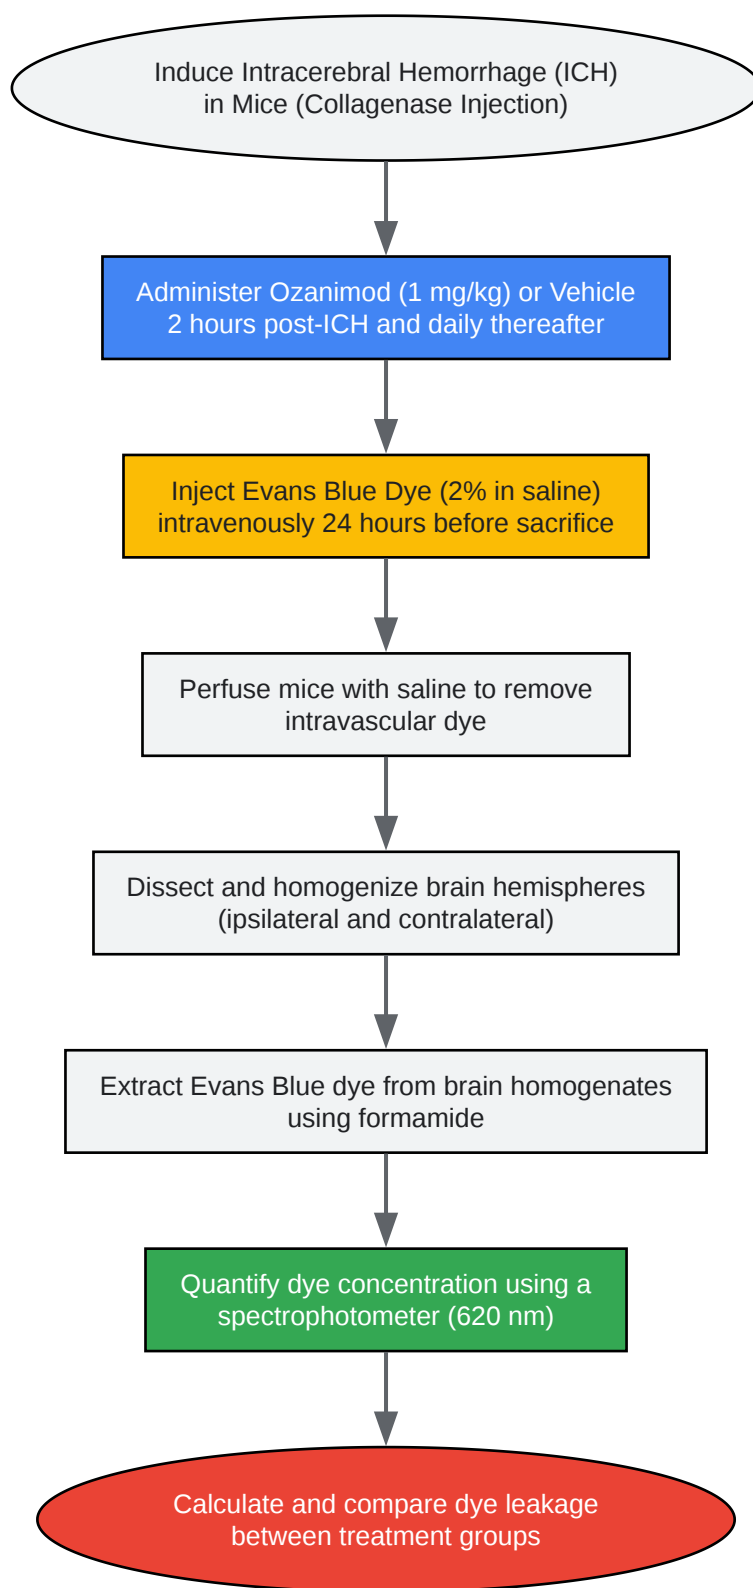 Induce Intracerebral Hemorrhage (ICH)
in Mice (Collagenase Injection)
Administer Ozanimod (1 mg/kg) or Vehicle
2 hours post-ICH and daily thereafter
Inject Evans Blue Dye (2% in saline)
intravenously 24 hours before sacrifice
Perfuse mice with saline to remove
intravascular dye
Dissect and homogenize brain hemispheres
(ipsilateral and contralateral)
Extract Evans Blue dye from brain homogenates
using formamide
Quantify dye concentration using a
spectrophotometer (620 nm)
Calculate and compare dye leakage
between treatment groups